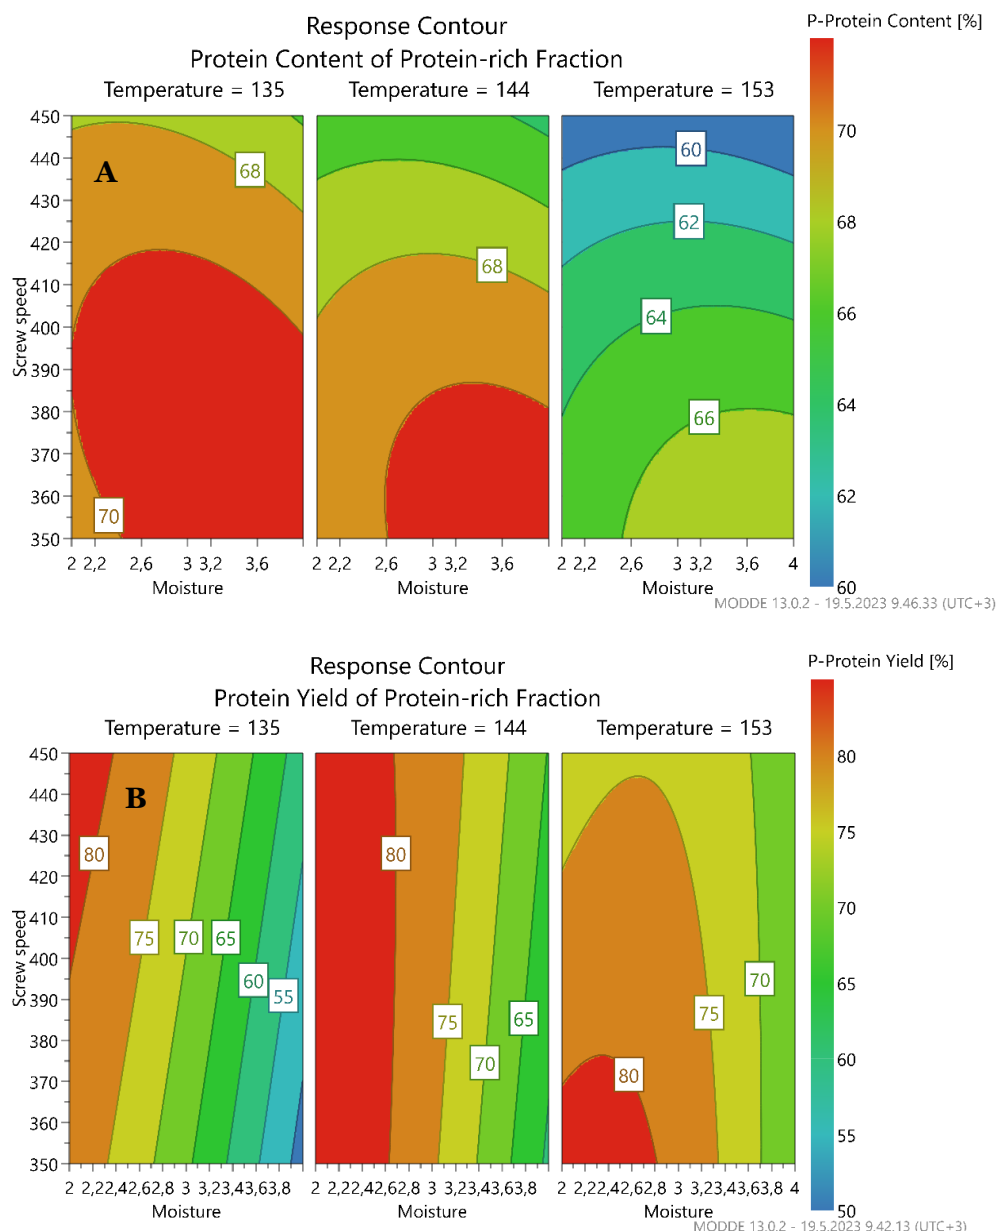 Response Contour
Protein Content of Protein-rich Fraction
P-Protein Content [%]
Temperature = 135
Temperature = 144
Temperature = 153
A
Screw speed
450
440
430
420
410
400
390
380
370
360
350
68
70
68
60
62
64
66
2 2,2 2,6 3 3,2 3,6
2 2,2 2,6 3 3,2 3,6
2 2,2 2,6 3 3,2 3,6 4
Moisture
Moisture
Moisture
70
68
66
64
62
60
MODDE 13.0.2 - 19.5.2023 9.46.33 (UTC+3)
Response Contour
Protein Yield of Protein-rich Fraction
P-Protein Yield [%]
Temperature = 135
Temperature = 144
Temperature = 153
B
Screw speed
450
440
430
420
410
400
390
380
370
360
350
80
75
70
65
60
55
80
75
70
65
80
75
70
2 2,22,42,62,8 3 3,23,43,63,8
2 2,22,42,62,8 3 3,23,43,63,8
2 2,22,42,62,8 3 3,23,43,63,8 4
Moisture
Moisture
Moisture
80
75
70
65
60
55
50
MODDE 13.0.2 - 19.5.2023 9.42.13 (UTC+3)